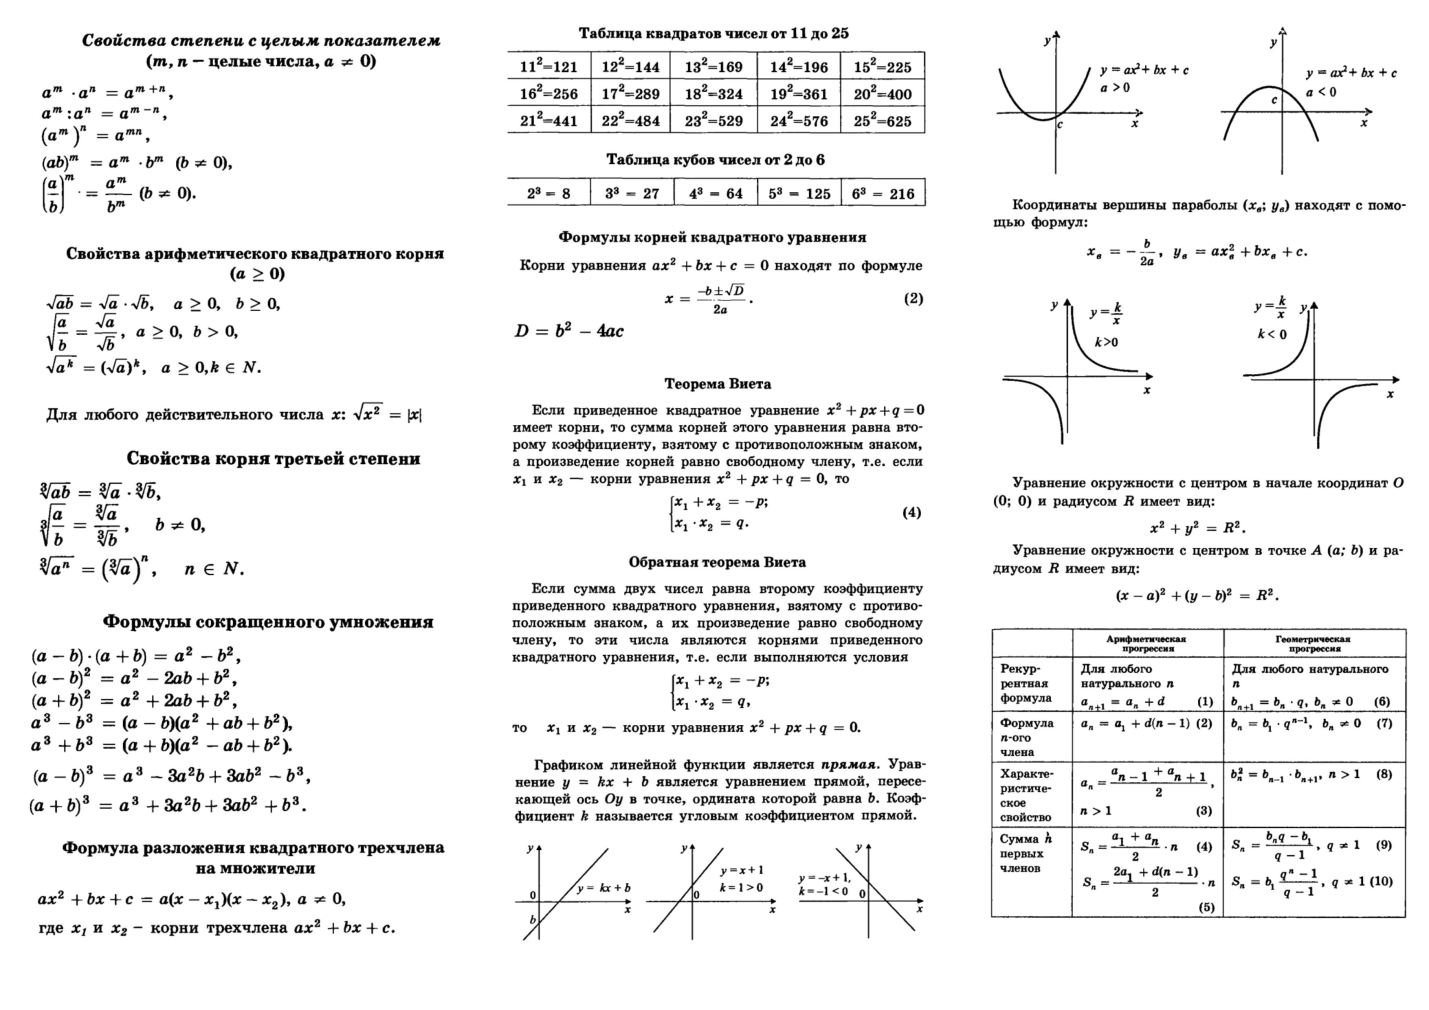 Свойства степени с целым показателем
(m, n — целые числа, a ≠ 0)
aᵐ · aⁿ = aᵐ⁺ⁿ,
aᵐ : aⁿ = aᵐ⁻ⁿ,
(aᵐ)ⁿ = aᵐⁿ,
(ab)ᵐ = aᵐ · bᵐ (b ≠ 0),
(a/b)ᵐ = aᵐ/bᵐ (b ≠ 0).
Свойства арифметического квадратного корня
(a ≥ 0)
√ab = √a · √b, a ≥ 0, b ≥ 0,
√(a/b) = √a/√b, a ≥ 0, b > 0,
√aᵏ = (√a)ᵏ, a ≥ 0, k ∈ N.
Для любого действительного числа x: √x² = |x|
Свойства корня третьей степени
∛ab = ∛a · ∛b,
∛(a/b) = ∛a/∛b, b ≠ 0,
∛aⁿ = (∛a)ⁿ, n ∈ N.
Формулы сокращенного умножения
(a − b) · (a + b) = a² − b²,
(a − b)² = a² − 2ab + b²,
(a + b)² = a² + 2ab + b²,
a³ − b³ = (a − b)(a² + ab + b²),
a³ + b³ = (a + b)(a² − ab + b²).
(a − b)³ = a³ − 3a²b + 3ab² − b³,
(a + b)³ = a³ + 3a²b + 3ab² + b³.
Формула разложения квадратного трехчлена
на множители
ax² + bx + c = a(x − x₁)(x − x₂), a ≠ 0,
где x₁ и x₂ − корни трехчлена ax² + bx + c.
Таблица квадратов чисел от 11 до 25
11²=121 12²=144 13²=169 14²=196 15²=225
16²=256 17²=289 18²=324 19²=361 20²=400
21²=441 22²=484 23²=529 24²=576 25²=625
Таблица кубов чисел от 2 до 6
2³ = 8 3³ = 27 4³ = 64 5³ = 125 6³ = 216
Формулы корней квадратного уравнения
Корни уравнения ax² + bx + c = 0 находят по формуле
x = (−b ± √D)/2a. (2)
D = b² − 4ac
Теорема Виета
Если приведенное квадратное уравнение x² + px + q = 0
имеет корни, то сумма корней этого уравнения равна вто-
рому коэффициенту, взятому с противоположным знаком,
а произведение корней равно свободному члену, т.е. если
x₁ и x₂ — корни уравнения x² + px + q = 0, то
x₁ + x₂ = −p;
x₁ · x₂ = q. (4)
Обратная теорема Виета
Если сумма двух чисел равна второму коэффициенту
приведенного квадратного уравнения, взятому с противо-
положным знаком, а их произведение равно свободному
члену, то эти числа являются корнями приведенного
квадратного уравнения, т.е. если выполняются условия
x₁ + x₂ = −p;
x₁ · x₂ = q,
то x₁ и x₂ — корни уравнения x² + px + q = 0.
Графиком линейной функции является прямая. Урав-
нение y = kx + b является уравнением прямой, пересе-
кающей ось Oy в точке, ордината которой равна b. Коэф-
фициент k называется угловым коэффициентом прямой.
y
0
b
y = kx + b
x
y
0
y = x + 1
k = 1 > 0
x
y
y = −x + 1,
k = −1 < 0
0
x
y
y = ax² + bx + c
a > 0
c
x
y
y = ax² + bx + c
a < 0
c
x
Координаты вершины параболы (xв; yв) находят с помо-
щью формул:
xв = − b/2a, yв = axв² + bxв + c.
y
y = k/x
k>0
x
y = k/x
y
k < 0
x
Уравнение окружности с центром в начале координат O
(0; 0) и радиусом R имеет вид:
x² + y² = R².
Уравнение окружности с центром в точке A (a; b) и ра-
диусом R имеет вид:
(x − a)² + (y − b)² = R².
Арифметическая
прогрессия
Геометрическая
прогрессия
Рекур-
рентная
формула
Для любого
натурального n
aₙ₊₁ = aₙ + d (1)
Для любого натурального
n
bₙ₊₁ = bₙ · q, bₙ ≠ 0 (6)
Формула
n-ого
члена
aₙ = a₁ + d(n − 1) (2)
bₙ = b₁ · qⁿ⁻¹, bₙ ≠ 0 (7)
Характе-
ристиче-
ское
свойство
aₙ = (aₙ₋₁ + aₙ₊₁)/2,
n > 1 (3)
bₙ² = bₙ₋₁ · bₙ₊₁, n > 1 (8)
Сумма n
первых
членов
Sₙ = (a₁ + aₙ)/2 · n (4)
Sₙ = (2a₁ + d(n − 1))/2 · n
(5)
Sₙ = (bₙq − b₁)/(q − 1), q ≠ 1 (9)
Sₙ = b₁ (qⁿ − 1)/(q − 1), q ≠ 1 (10)